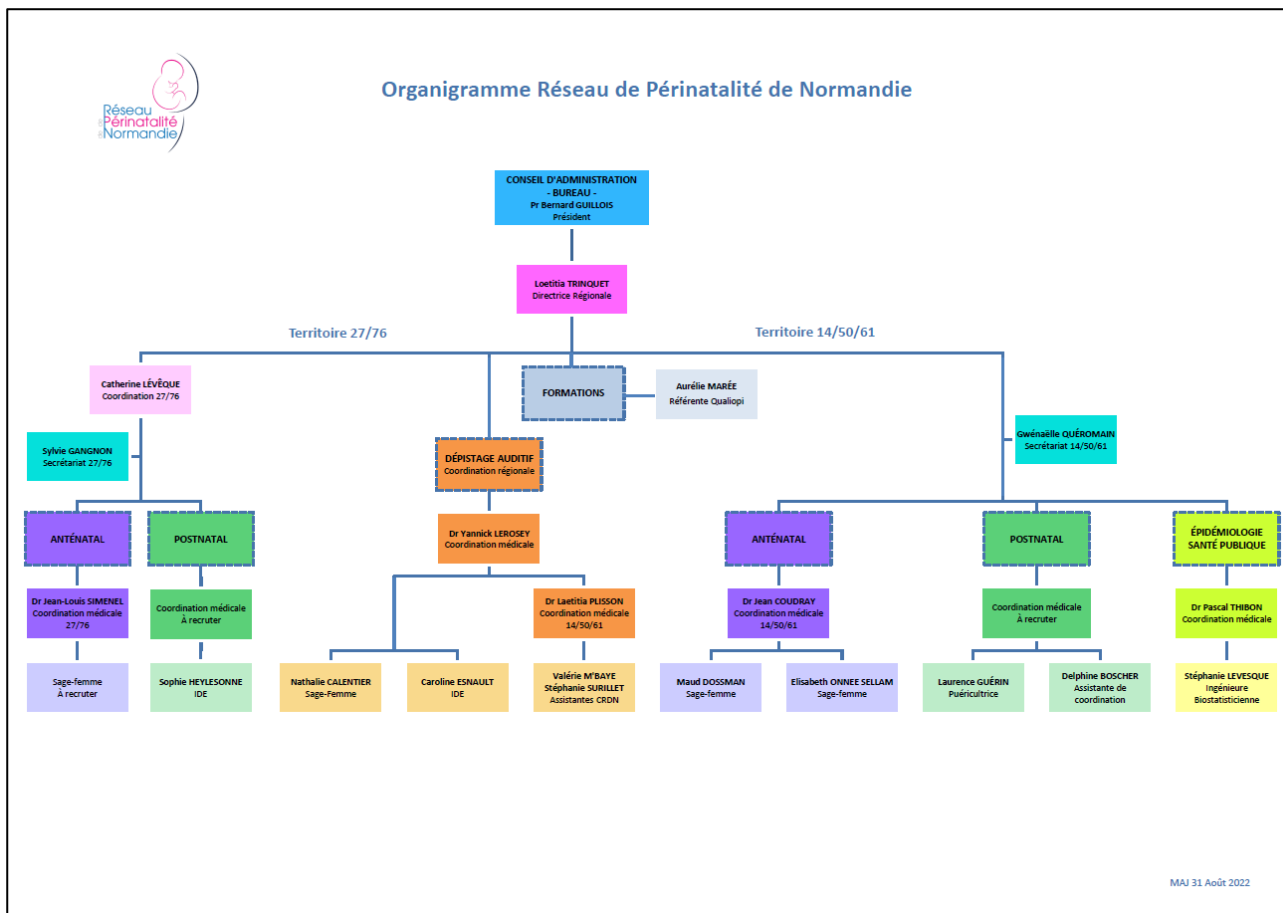 Réseau
de Périnatalité
de Normandie
Organigramme Réseau de Périnatalité de Normandie
CONSEIL D'ADMINISTRATION
- BUREAU -
Pr Bernard GUILLOIS
Président
Loetitia TRINQUET
Directrice Régionale
Territoire 27/76
Territoire 14/50/61
Catherine LÉVÊQUE
Coordination 27/76
FORMATIONS
Aurélie MARÉE
Référente Qualiopi
Sylvie GANGNON
Secrétariat 27/76
DÉPISTAGE AUDITIF
Coordination régionale
Gwénaëlle QUÉROMAIN
Secrétariat 14/50/61
ANTÉNATAL
POSTNATAL
Dr Yannick LEROSEY
Coordination médicale
ANTÉNATAL
POSTNATAL
ÉPIDÉMIOLOGIE
SANTÉ PUBLIQUE
Dr Jean-Louis SIMENEL
Coordination médicale
27/76
Coordination médicale
À recruter
Dr Laetitia PLISSON
Coordination médicale
14/50/61
Dr Jean COUDRAY
Coordination médicale
14/50/61
Coordination médicale
À recruter
Dr Pascal THIBON
Coordination médicale
Sage-femme
À recruter
Sophie HEYLESONNE
IDE
Nathalie CALENTIER
Sage-Femme
Caroline ESNAULT
IDE
Valérie M'BAYE
Stéphanie SURILLET
Assistantes CRDN
Maud DOSSMAN
Sage-femme
Elisabeth ONNEE SELLAM
Sage-femme
Laurence GUÉRIN
Puéricultrice
Delphine BOSCHER
Assistante de
coordination
Stéphanie LEVESQUE
Ingénieure
Biostatisticienne
MAJ 31 Août 2022